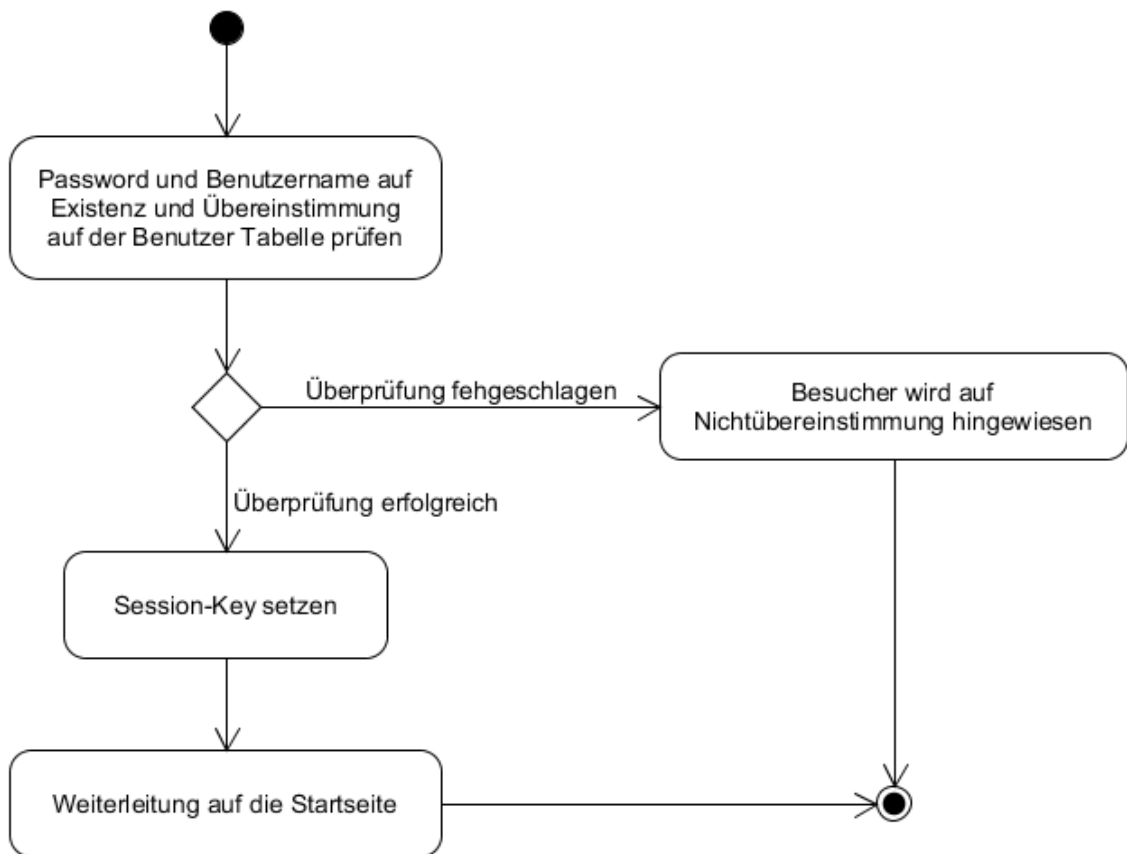 Password und Benutzername auf
Existenz und Übereinstimmung
auf der Benutzer Tabelle prüfen
Überprüfung fehgeschlagen
Besucher wird auf
Nichtübereinstimmung hingewiesen
Überprüfung erfolgreich
Session-Key setzen
Weiterleitung auf die Startseite